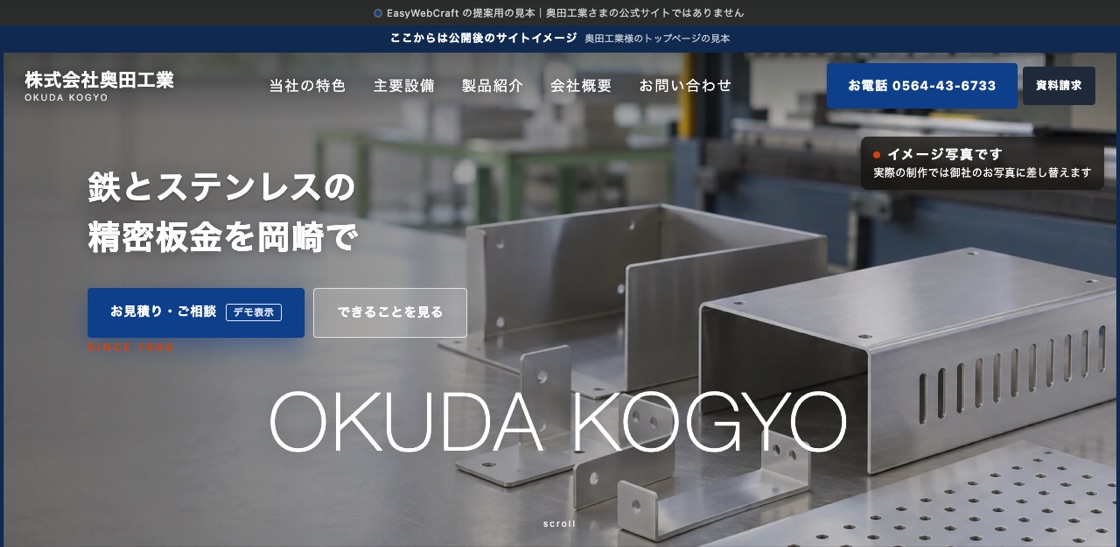 EasyWebCraft の提案用の見本｜奥田工業さまの公式サイトではありません
ここからは公開後のサイトイメージ 奥田工業様のトップページの見本
株式会社奥田工業
OKUDA KOGYO
当社の特色 主要設備 製品紹介 会社概要 お問い合わせ
お電話 0564-43-6733
資料請求
イメージ写真です
実際の制作では御社のお写真に差し替えます
鉄とステンレスの
精密板金を岡崎で
お見積り・ご相談 デモ表示
できることを見る
SINCE
OKUDA KOGYO
scroll